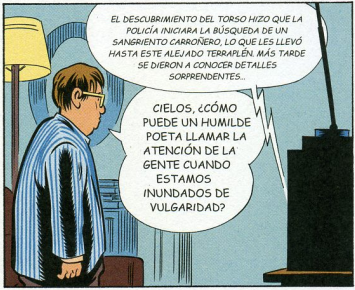 EL DESCUBRIMIENTO DEL TORSO HIZO QUE LA
POLICÍA INICIARA LA BÚSQUEDA DE UN
SANGRIENTO CARROÑERO, LO QUE LES LLEVÓ
HASTA ESTE ALEJADO TERRAPLÉN. MÁS TARDE
SE DIERON A CONOCER DETALLES
SORPRENDENTES...
CIELOS, ¿CÓMO
PUEDE UN HUMILDE
POETA LLAMAR LA
ATENCIÓN DE LA
GENTE CUANDO
ESTAMOS
INUNDADOS DE
VULGARIDAD?